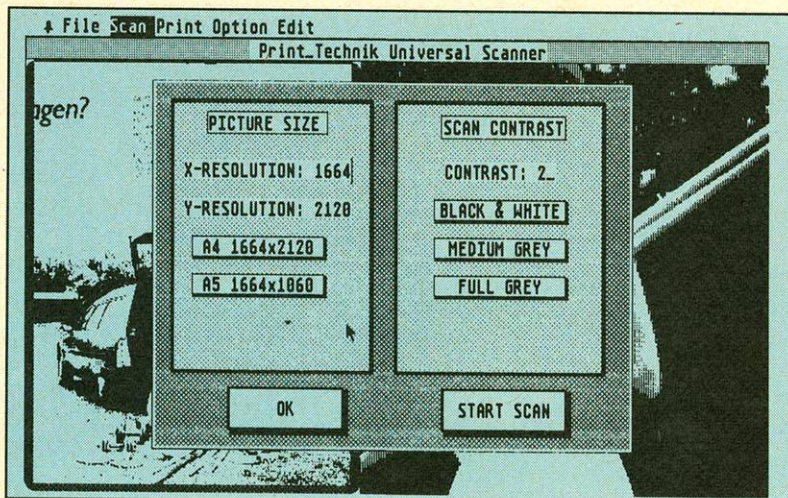 File Scan Print Option Edit
Print_Technik Universal Scanner
agen?
PICTURE SIZE
X-RESOLUTION: 1664
Y-RESOLUTION: 2120
A4 1664x2120
A5 1664x1060
OK
SCAN CONTRAST
CONTRAST: 2_
BLACK & WHITE
MEDIUM GREY
FULL GREY
START SCAN